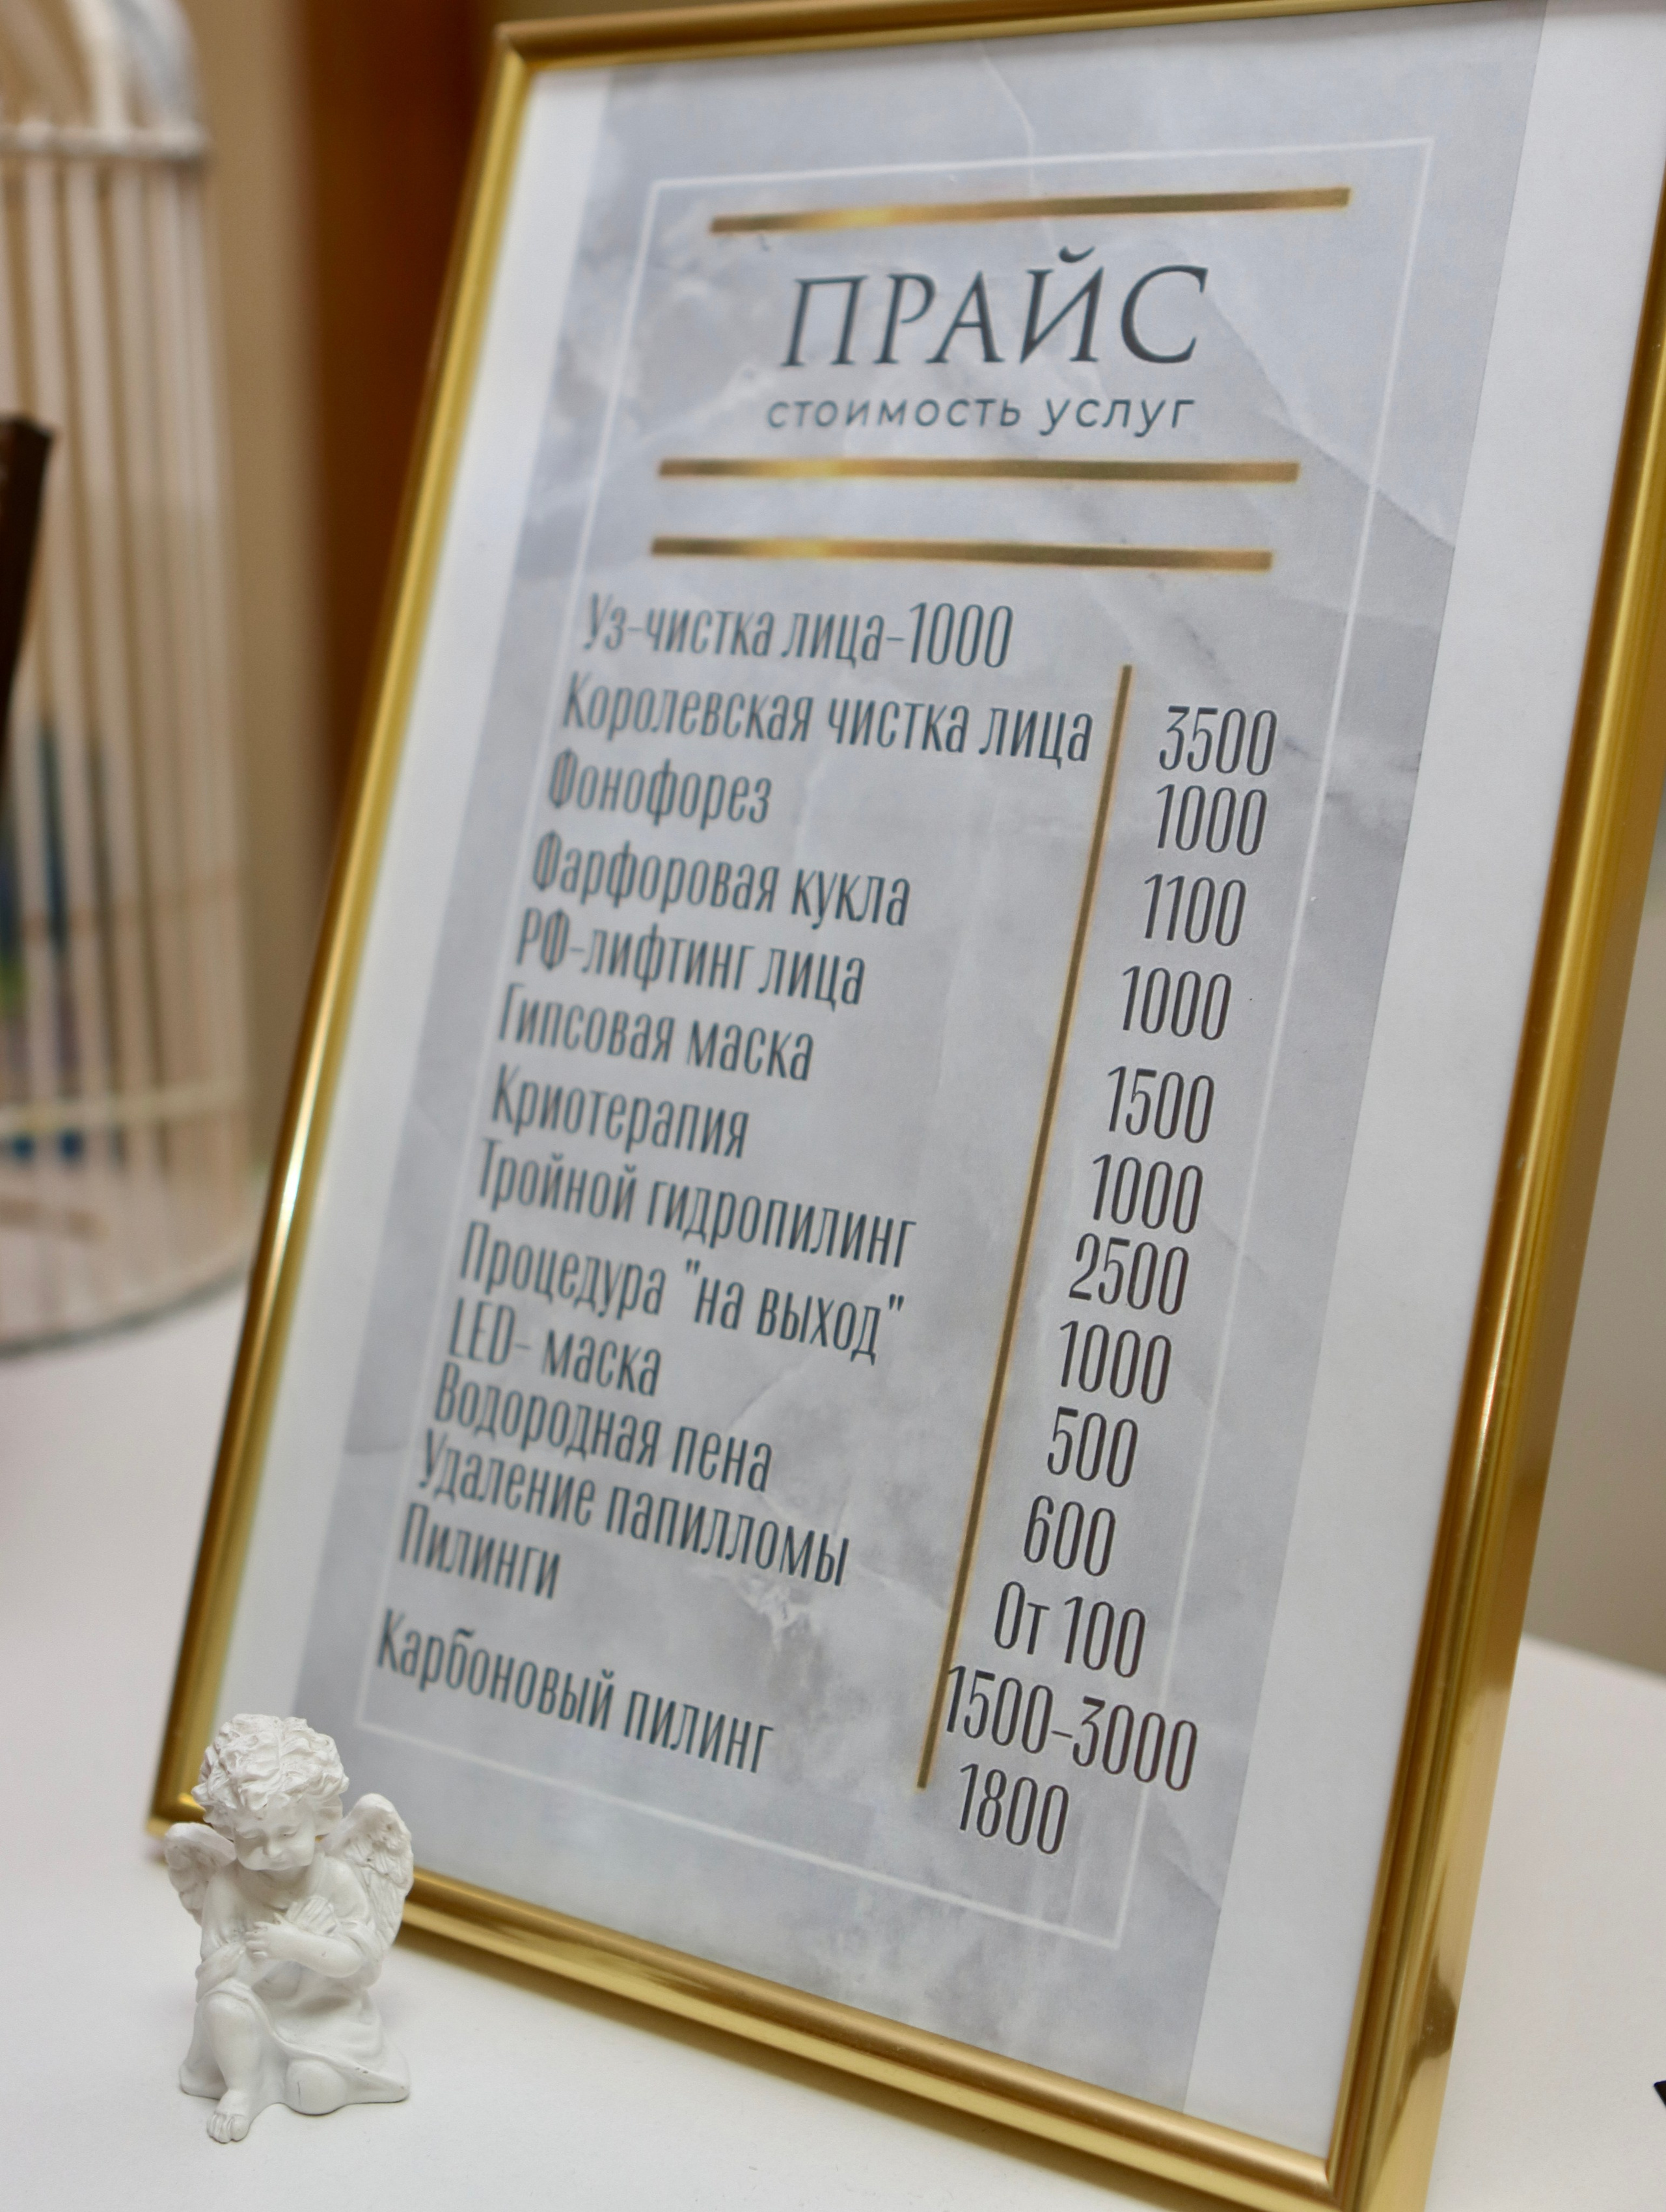 ПРАЙС
стоимость услуг
Уз-чистка лица-1000
Королевская чистка лица 3500
Фонофорез 1000
Фарфоровая кукла 1100
РФ-лифтинг лица 1000
Гипсовая маска 1500
Криотерапия 1000
Тройной гидропилинг 2500
Процедура "на выход" 1000
LED- маска 500
Водородная пена 600
Удаление папилломы От 100
Пилинги 1500-3000
Карбоновый пилинг 1800